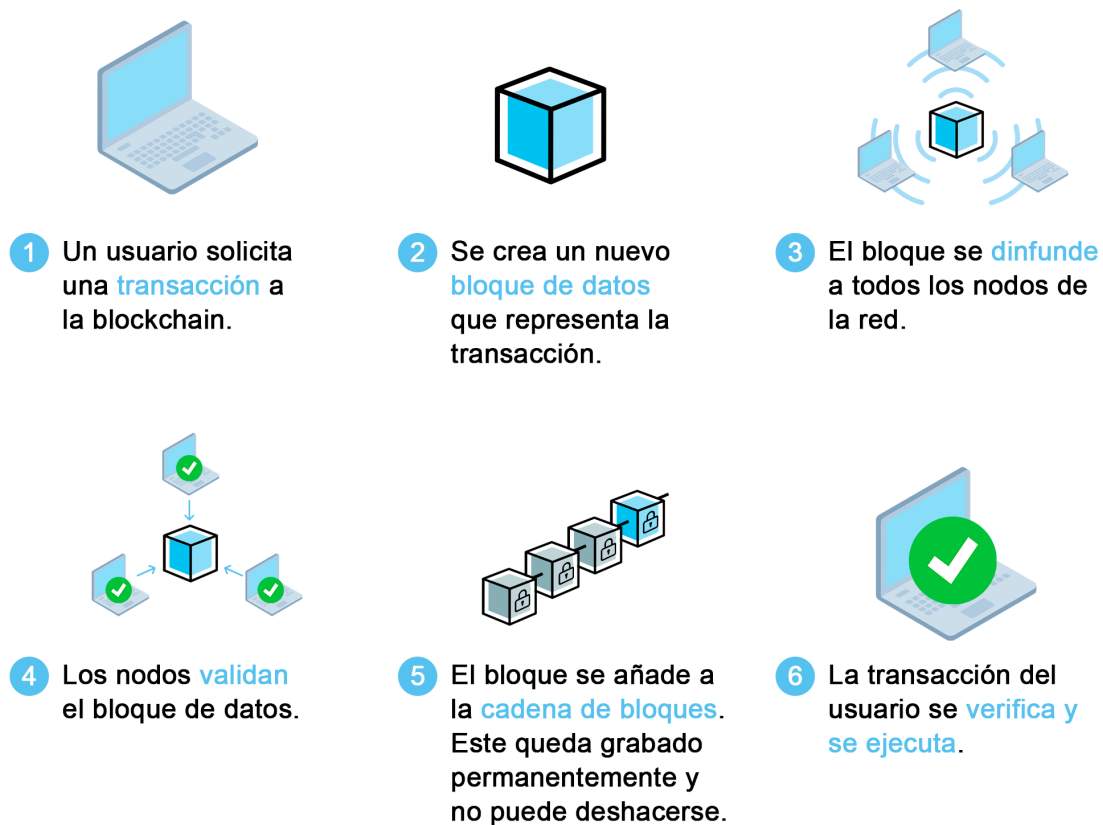 1 Un usuario solicita
una transacción a
la blockchain.
2 Se crea un nuevo
bloque de datos
que representa la
transacción.
3 El bloque se dinfunde
a todos los nodos de
la red.
4 Los nodos validan
el bloque de datos.
5 El bloque se añade a
la cadena de bloques.
Este queda grabado
permanentemente y
no puede deshacerse.
6 La transacción del
usuario se verifica y
se ejecuta.